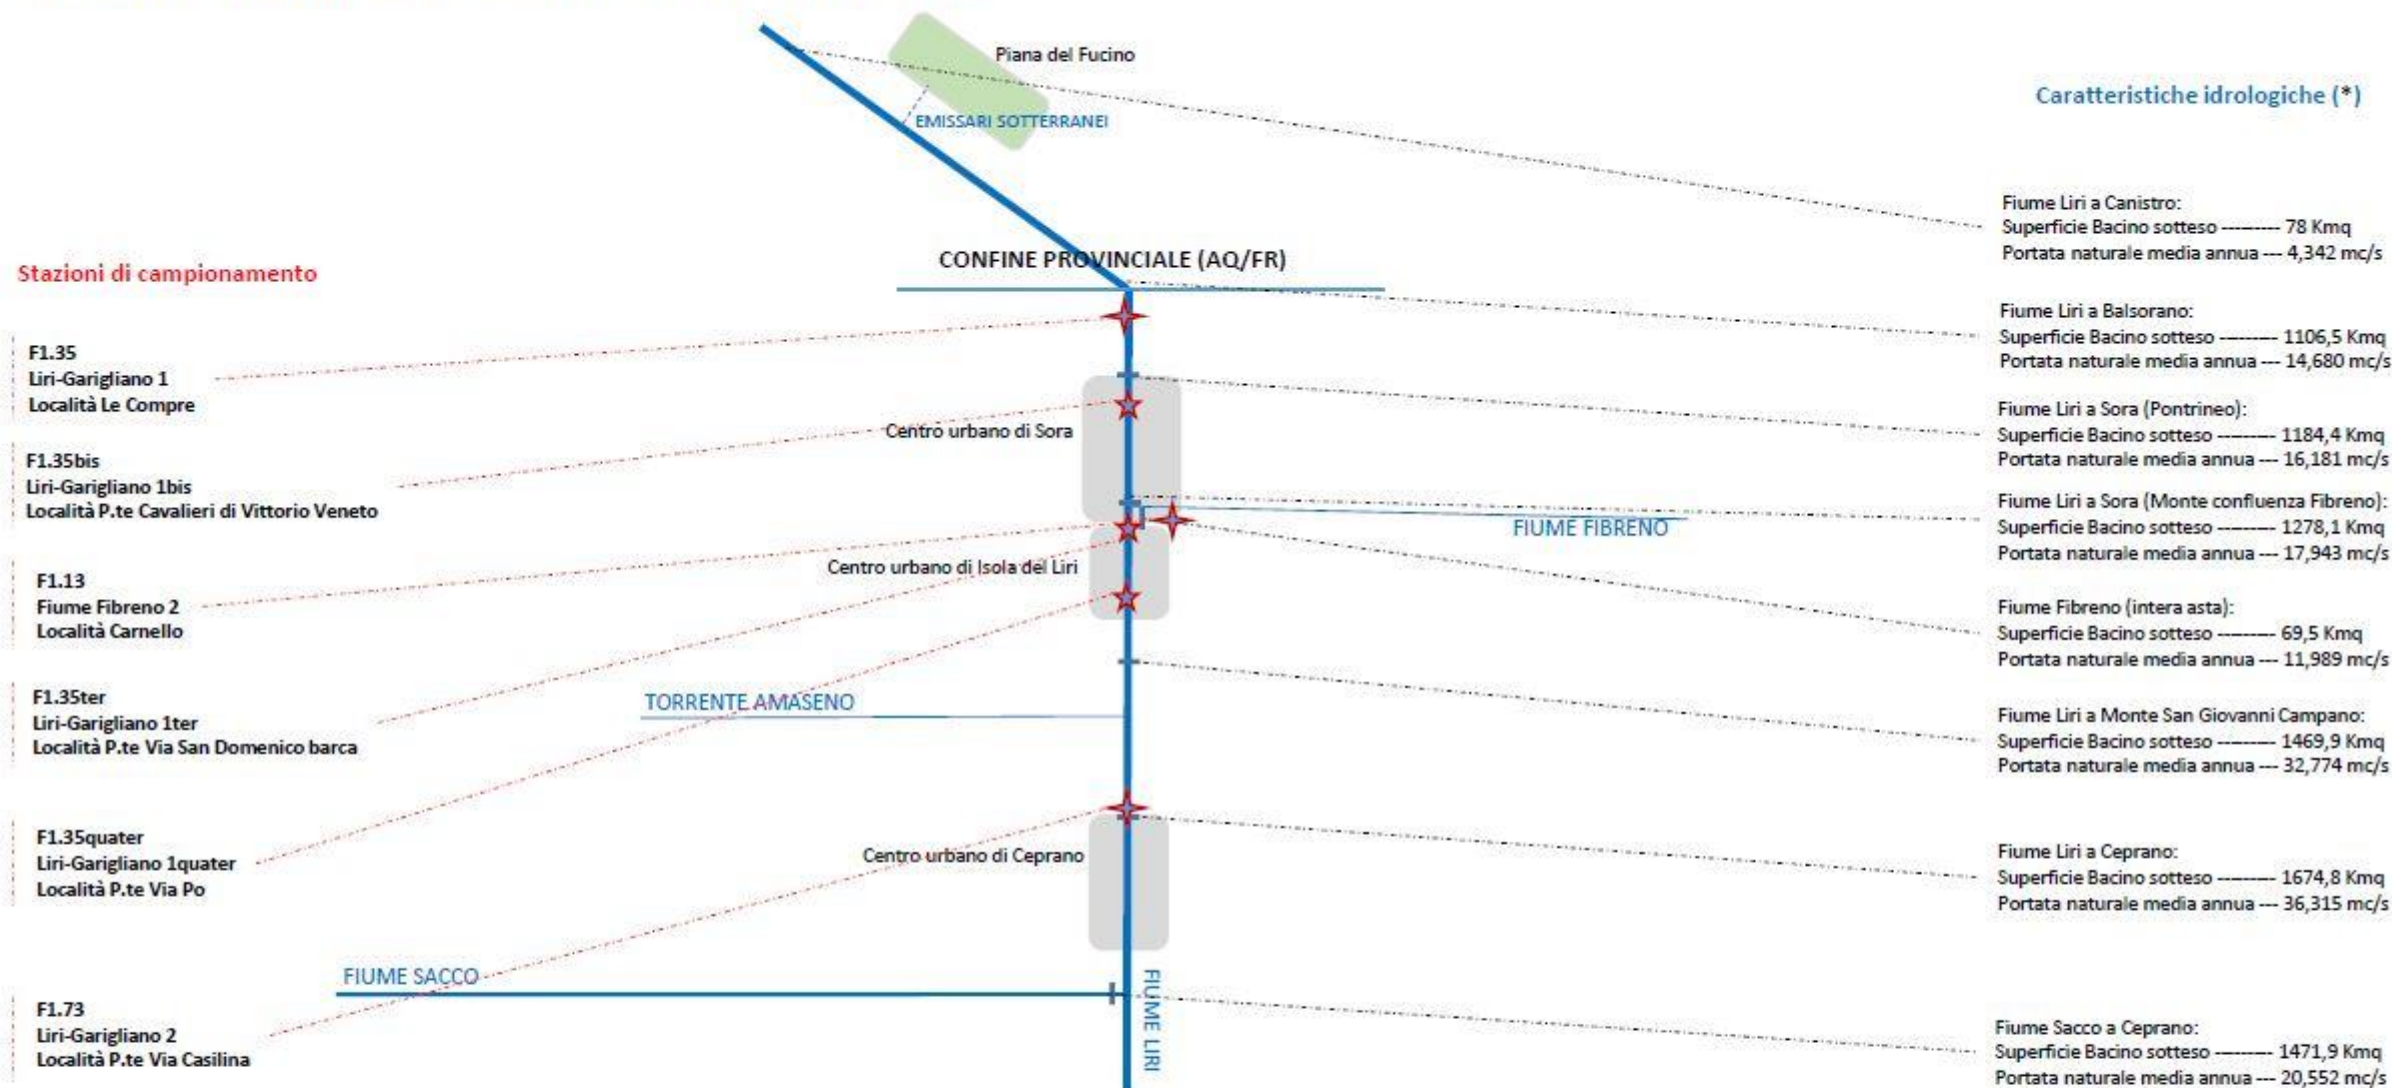 Piana del Fucino
EMISSARI SOTTERRANEI
CONFINE PROVINCIALE (AQ/FR)
Stazioni di campionamento
F1.35
Liri-Garigliano 1
Località Le Compre
F1.35bis
Liri-Garigliano 1bis
Località P.te Cavalieri di Vittorio Veneto
F1.13
Fiume Fibreno 2
Località Carnello
F1.35ter
Liri-Garigliano 1ter
Località P.te Via San Domenico barca
F1.35quater
Liri-Garigliano 1quater
Località P.te Via Po
F1.73
Liri-Garigliano 2
Località P.te Via Casilina
Centro urbano di Sora
FIUME FIBRENO
Centro urbano di Isola del Liri
TORRENTE AMASENO
Centro urbano di Ceprano
FIUME SACCO
FIUME LIRI
Caratteristiche idrologiche (*)
Fiume Liri a Canistro:
Superficie Bacino sotteso --------- 78 Kmq
Portata naturale media annua --- 4,342 mc/s
Fiume Liri a Balsorano:
Superficie Bacino sotteso --------- 1106,5 Kmq
Portata naturale media annua --- 14,680 mc/s
Fiume Liri a Sora (Pontrineo):
Superficie Bacino sotteso --------- 1184,4 Kmq
Portata naturale media annua --- 16,181 mc/s
Fiume Liri a Sora (Monte confluenza Fibreno):
Superficie Bacino sotteso --------- 1278,1 Kmq
Portata naturale media annua --- 17,943 mc/s
Fiume Fibreno (intera asta):
Superficie Bacino sotteso --------- 69,5 Kmq
Portata naturale media annua --- 11,989 mc/s
Fiume Liri a Monte San Giovanni Campano:
Superficie Bacino sotteso --------- 1469,9 Kmq
Portata naturale media annua --- 32,774 mc/s
Fiume Liri a Ceprano:
Superficie Bacino sotteso --------- 1674,8 Kmq
Portata naturale media annua --- 36,315 mc/s
Fiume Sacco a Ceprano:
Superficie Bacino sotteso --------- 1471,9 Kmq
Portata naturale media annua --- 20,552 mc/s